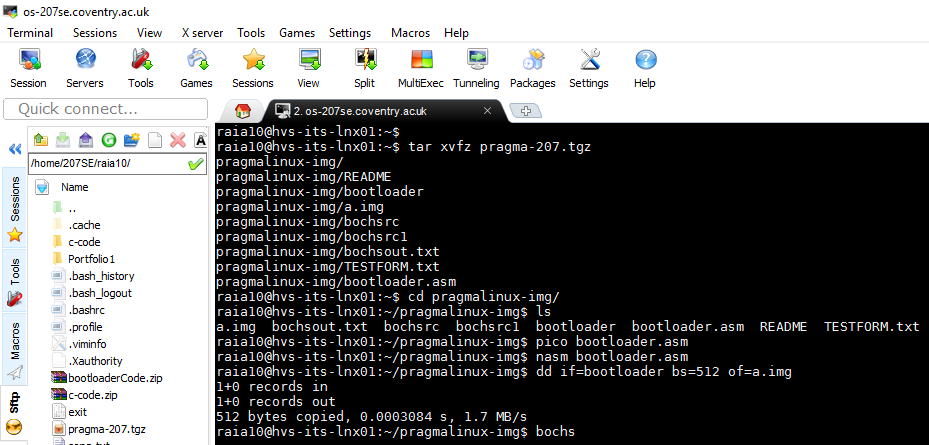 os-207se.coventry.ac.uk
Terminal Sessions View X server Tools Games Settings Macros Help
Session Servers Tools Games Sessions View Split MultiExec Tunneling Packages Settings Help
Quick connect...
2. os-207se.coventry.ac.uk
/home/207SE/raia10/
Name
..
.cache
c-code
Portfolio1
.bash_history
.bash_logout
.bashrc
.profile
.viminfo
.Xauthority
bootloaderCode.zip
c-code.zip
exit
pragma-207.tgz
Sessions
Tools
Macros
Sftp
raia10@hvs-its-lnx01:~$
raia10@hvs-its-lnx01:~$ tar xvfz pragma-207.tgz
pragmalinux-img/
pragmalinux-img/README
pragmalinux-img/bootloader
pragmalinux-img/a.img
pragmalinux-img/bochsrc
pragmalinux-img/bochsrc1
pragmalinux-img/bochsout.txt
pragmalinux-img/TESTFORM.txt
pragmalinux-img/bootloader.asm
raia10@hvs-its-lnx01:~$ cd pragmalinux-img/
raia10@hvs-its-lnx01:~/pragmalinux-img$ ls
a.img bochsout.txt bochsrc bochsrc1 bootloader bootloader.asm README TESTFORM.txt
raia10@hvs-its-lnx01:~/pragmalinux-img$ pico bootloader.asm
raia10@hvs-its-lnx01:~/pragmalinux-img$ nasm bootloader.asm
raia10@hvs-its-lnx01:~/pragmalinux-img$ dd if=bootloader bs=512 of=a.img
1+0 records in
1+0 records out
512 bytes copied, 0.0003084 s, 1.7 MB/s
raia10@hvs-its-lnx01:~/pragmalinux-img$ bochs